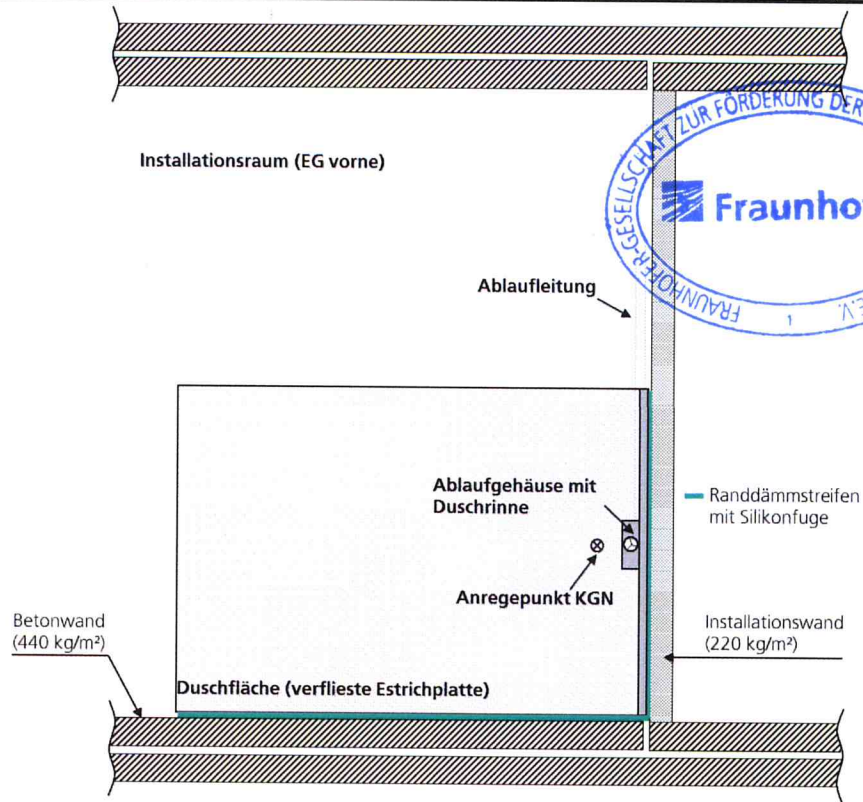 Installationsraum (EG vorne)
FRAUNHOFER-GESELLSCHAFT ZUR FÖRDERUNG DER
Fraunho
1
E.V.
Ablaufleitung
Ablaufgehäuse mit
Duschrinne
Randdämmstreifen
mit Silikonfuge
Anregepunkt KGN
Betonwand
(440 kg/m²)
Installationswand
(220 kg/m²)
Duschfläche (verflieste Estrichplatte)